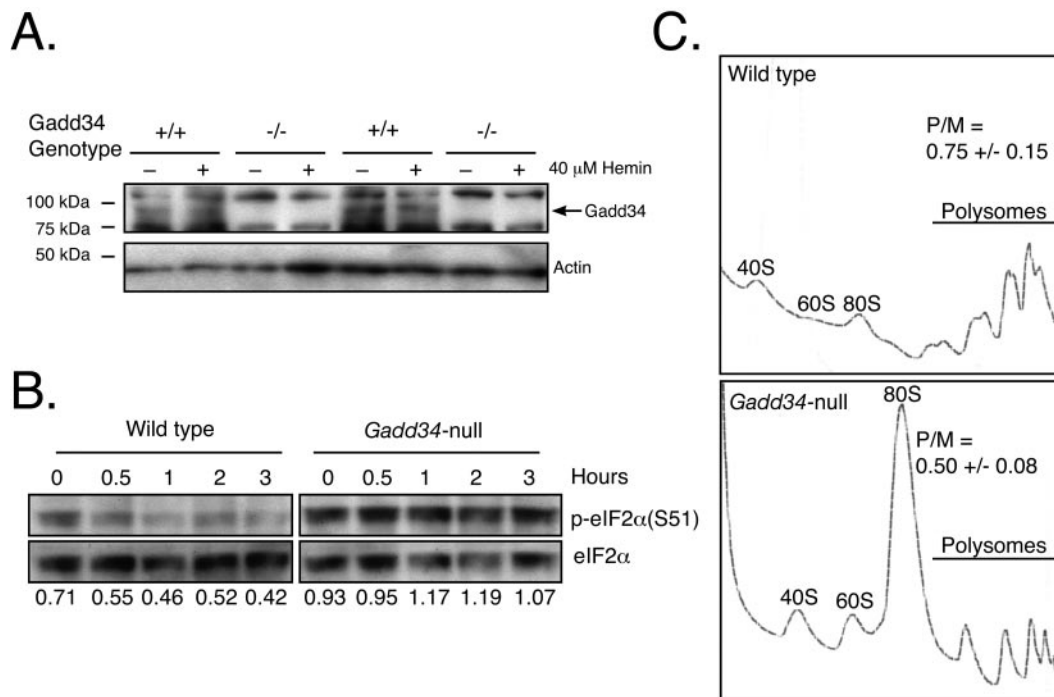 A.
Gadd34
Genotype
+/+ -/- +/+ -/-
– + – + – + – + 40 μM Hemin
100 kDa
75 kDa
Gadd34
50 kDa
Actin
B.
Wild type Gadd34-null
0 0.5 1 2 3 0 0.5 1 2 3 Hours
p-eIF2α(S51)
eIF2α
0.71 0.55 0.46 0.52 0.42 0.93 0.95 1.17 1.19 1.07
C.
Wild type
P/M =
0.75 +/- 0.15
Polysomes
40S
60S 80S
Gadd34-null
80S
P/M =
0.50 +/- 0.08
Polysomes
40S 60S